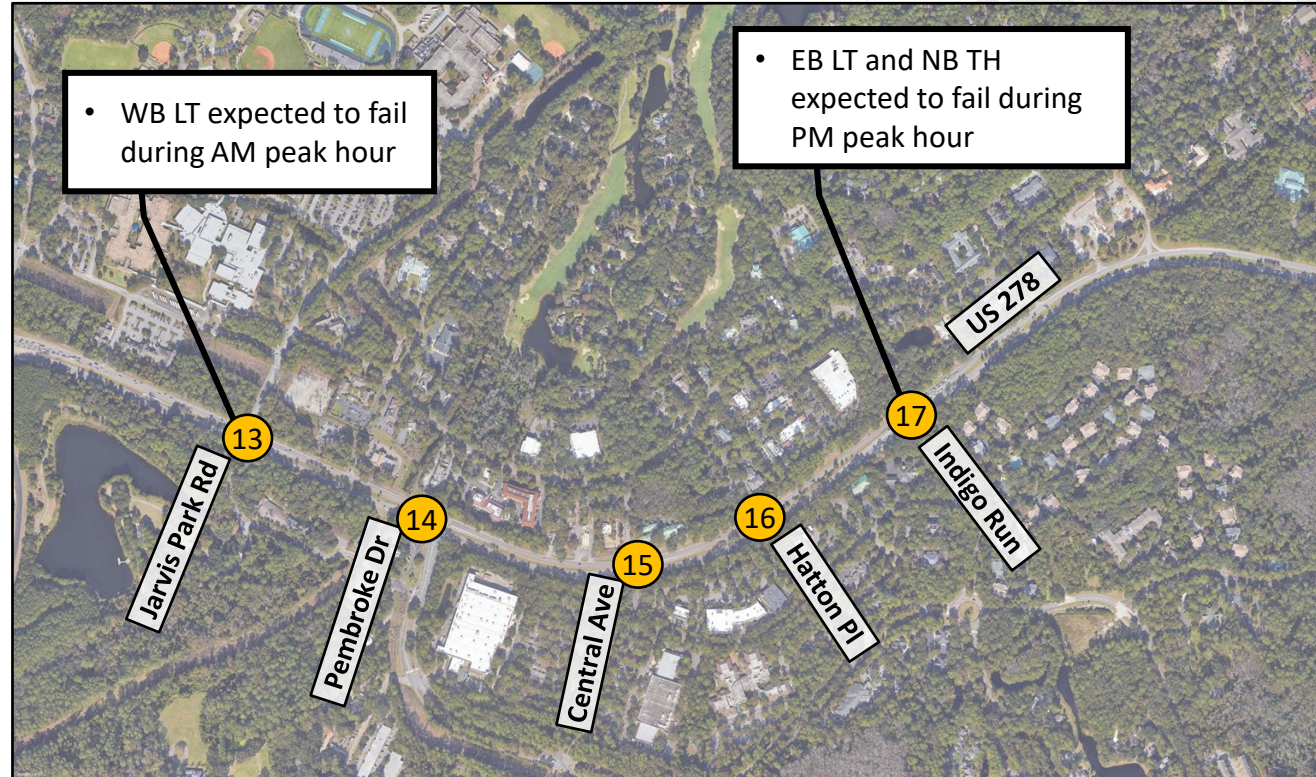 • WB LT expected to fail
during AM peak hour
• EB LT and NB TH
expected to fail during
PM peak hour
US 278
13
14
15
16
17
Jarvis Park Rd
Pembroke Dr
Central Ave
Hatton Pl
Indigo Run